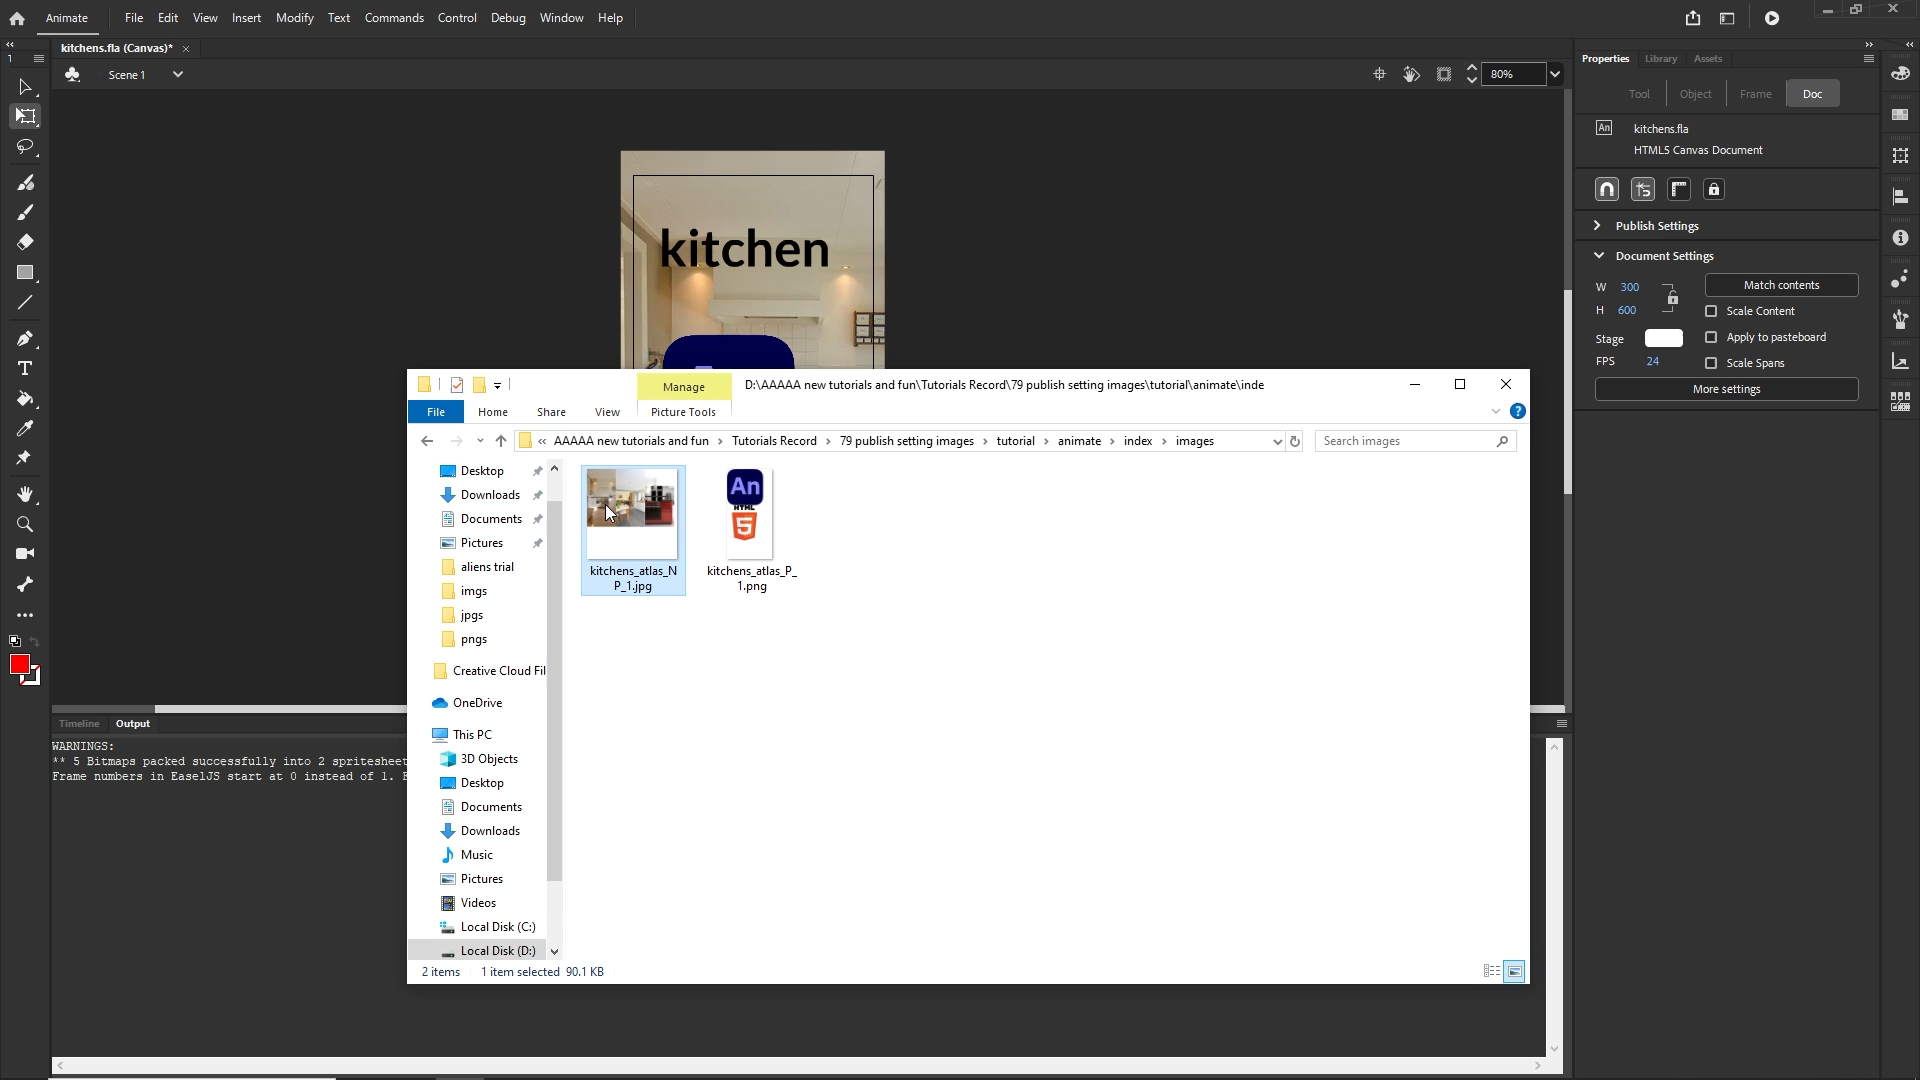 Animate File Edit View Insert Modify Text Commands Control Debug Window Help
kitchens.fla (Canvas)*
Scene 1
80%
Properties Library Assets
Tool Object Frame Doc
An kitchens.fla
HTML5 Canvas Document
Publish Settings
Document Settings
W 300 Match contents
H 600 Scale Content
Stage Apply to pasteboard
FPS 24 Scale Spans
More settings
kitchen
Manage D:\AAAAA new tutorials and fun\Tutorials Record\79 publish setting images\tutorial\animate\inde
File Home Share View Picture Tools
« AAAAA new tutorials and fun › Tutorials Record › 79 publish setting images › tutorial › animate › index › images Search images
Desktop
Downloads
Documents
Pictures
aliens trial
imgs
jpgs
pngs
Creative Cloud Fil
OneDrive
This PC
3D Objects
Desktop
Documents
Downloads
Music
Pictures
Videos
Local Disk (C:)
Local Disk (D:)
An
HTML
5
kitchens_atlas_N
P_1.jpg
kitchens_atlas_P_
1.png
2 items 1 item selected 90.1 KB
Timeline Output
WARNINGS:
** 5 Bitmaps packed successfully into 2 spritesheet
Frame numbers in EaselJS start at 0 instead of 1.